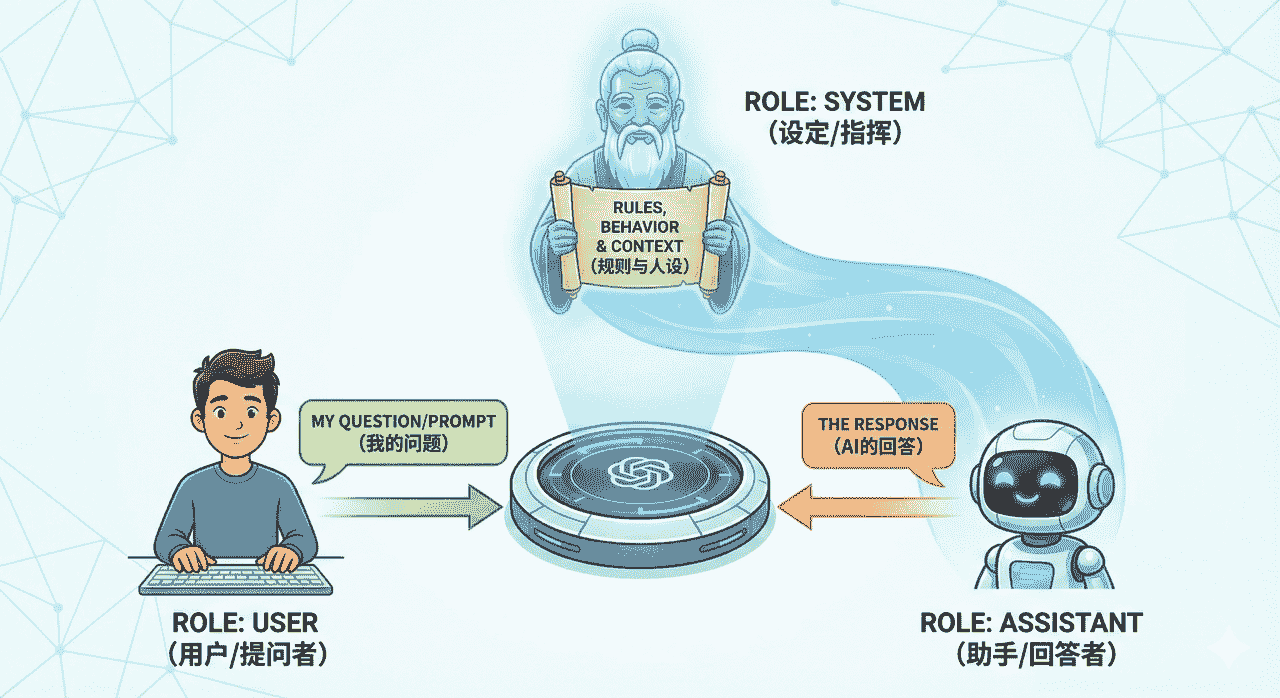 ROLE: SYSTEM
（设定/指挥）
RULES,
BEHAVIOR
& CONTEXT
（规则与人设）
MY QUESTION/PROMPT
（我的问题）
THE RESPONSE
（AI的回答）
ROLE: USER
（用户/提问者）
ROLE: ASSISTANT
（助手/回答者）